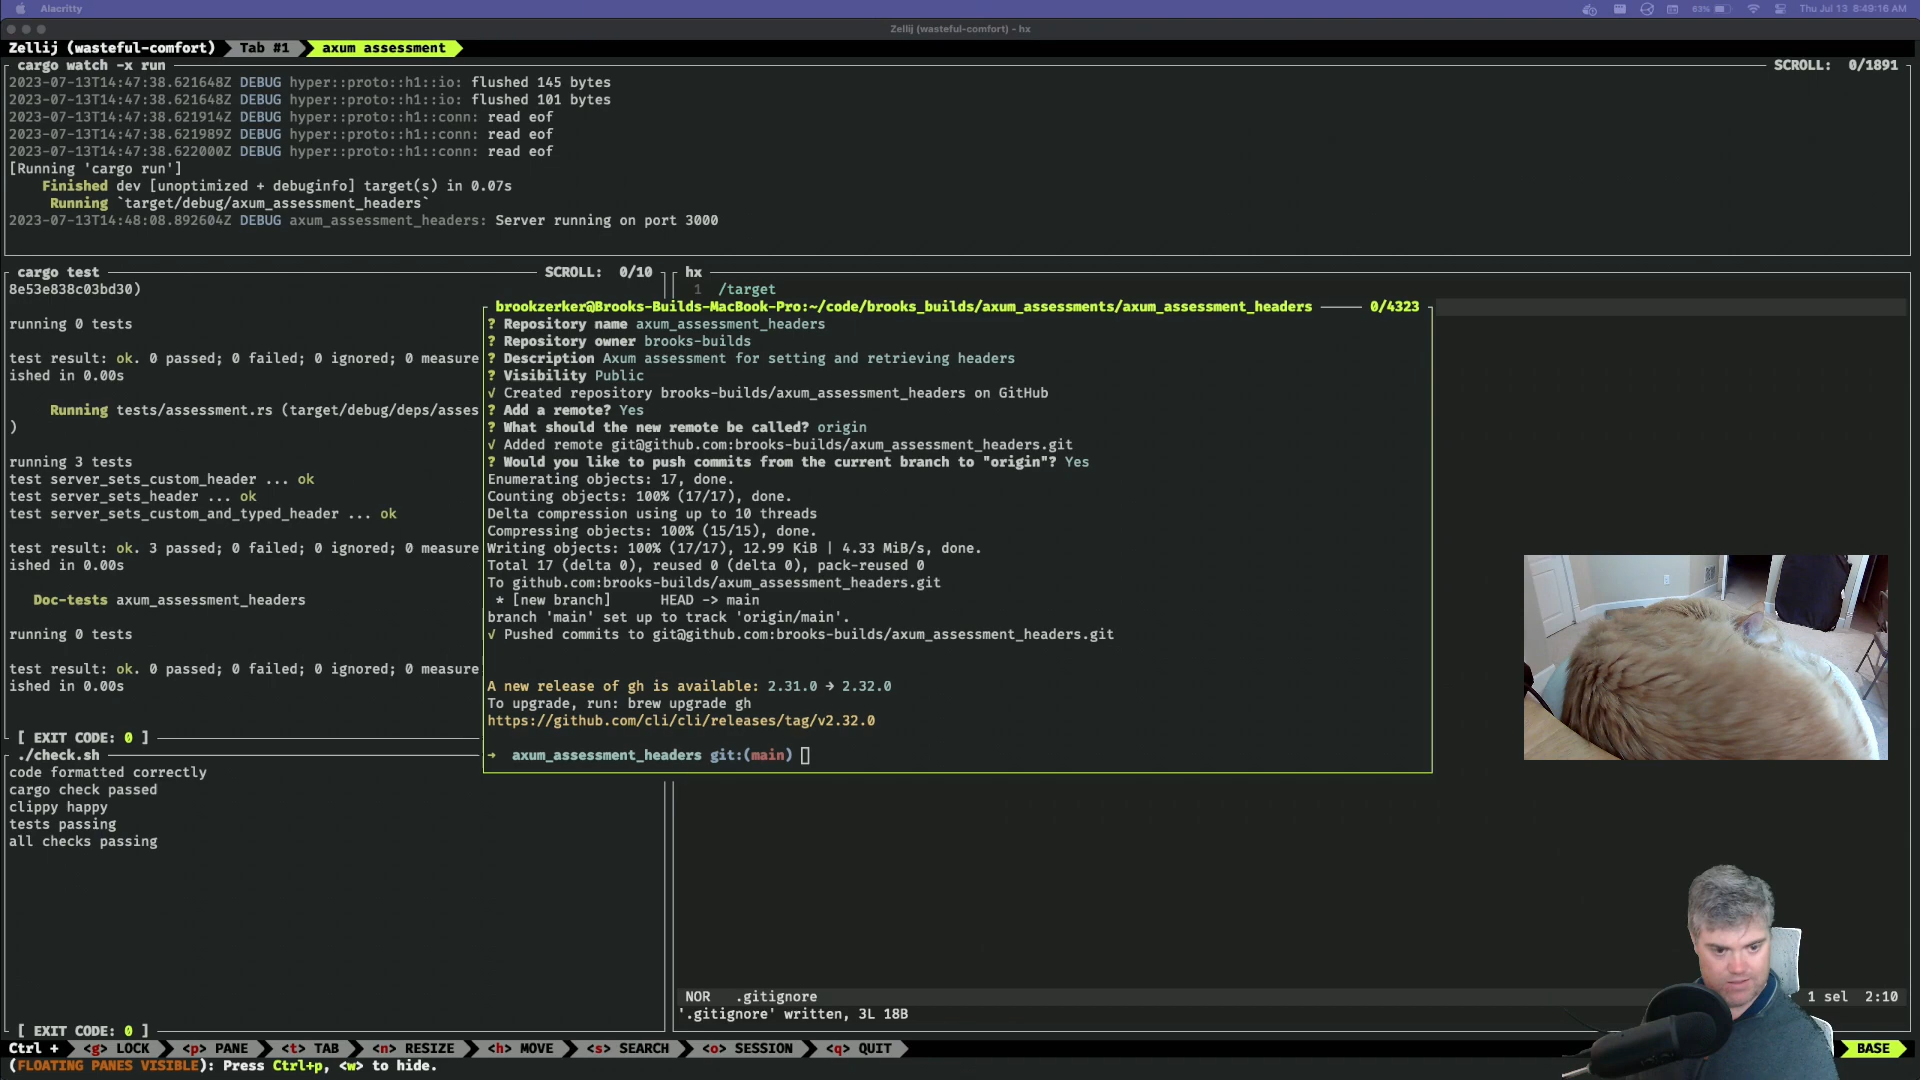 Alacritty
63%
Thu Jul 13 8:49:16 AM
Zellij (wasteful-comfort) - hx
Zellij (wasteful-comfort) Tab #1 axum assessment
cargo watch -x run SCROLL: 0/1891
2023-07-13T14:47:38.621648Z DEBUG hyper::proto::h1::io: flushed 145 bytes
2023-07-13T14:47:38.621648Z DEBUG hyper::proto::h1::io: flushed 101 bytes
2023-07-13T14:47:38.621914Z DEBUG hyper::proto::h1::conn: read eof
2023-07-13T14:47:38.621989Z DEBUG hyper::proto::h1::conn: read eof
2023-07-13T14:47:38.622000Z DEBUG hyper::proto::h1::conn: read eof
[Running 'cargo run']
Finished dev [unoptimized + debuginfo] target(s) in 0.07s
Running `target/debug/axum_assessment_headers`
2023-07-13T14:48:08.892604Z DEBUG axum_assessment_headers: Server running on port 3000
cargo test SCROLL: 0/10
8e53e838c03bd30)
running 0 tests
test result: ok. 0 passed; 0 failed; 0 ignored; 0 measure
ished in 0.00s
Running tests/assessment.rs (target/debug/deps/asses
)
running 3 tests
test server_sets_custom_header ... ok
test server_sets_header ... ok
test server_sets_custom_and_typed_header ... ok
test result: ok. 3 passed; 0 failed; 0 ignored; 0 measure
ished in 0.00s
Doc-tests axum_assessment_headers
running 0 tests
test result: ok. 0 passed; 0 failed; 0 ignored; 0 measure
ished in 0.00s
[ EXIT CODE: 0 ]
./check.sh
code formatted correctly
cargo check passed
clippy happy
tests passing
all checks passing
[ EXIT CODE: 0 ]
hx
1 /target
brookzerker@Brooks-Builds-MacBook-Pro:~/code/brooks_builds/axum_assessments/axum_assessment_headers 0/4323
? Repository name axum_assessment_headers
? Repository owner brooks-builds
? Description Axum assessment for setting and retrieving headers
? Visibility Public
✓ Created repository brooks-builds/axum_assessment_headers on GitHub
? Add a remote? Yes
? What should the new remote be called? origin
✓ Added remote git@github.com:brooks-builds/axum_assessment_headers.git
? Would you like to push commits from the current branch to "origin"? Yes
Enumerating objects: 17, done.
Counting objects: 100% (17/17), done.
Delta compression using up to 10 threads
Compressing objects: 100% (15/15), done.
Writing objects: 100% (17/17), 12.99 KiB | 4.33 MiB/s, done.
Total 17 (delta 0), reused 0 (delta 0), pack-reused 0
To github.com:brooks-builds/axum_assessment_headers.git
* [new branch] HEAD -> main
branch 'main' set up to track 'origin/main'.
✓ Pushed commits to git@github.com:brooks-builds/axum_assessment_headers.git
A new release of gh is available: 2.31.0 → 2.32.0
To upgrade, run: brew upgrade gh
https://github.com/cli/cli/releases/tag/v2.32.0
→ axum_assessment_headers git:(main)
NOR .gitignore 1 sel 2:10
'.gitignore' written, 3L 18B
Ctrl + <g> LOCK <p> PANE <t> TAB <n> RESIZE <h> MOVE <s> SEARCH <o> SESSION <q> QUIT BASE
(FLOATING PANES VISIBLE): Press Ctrl+p, <w> to hide.